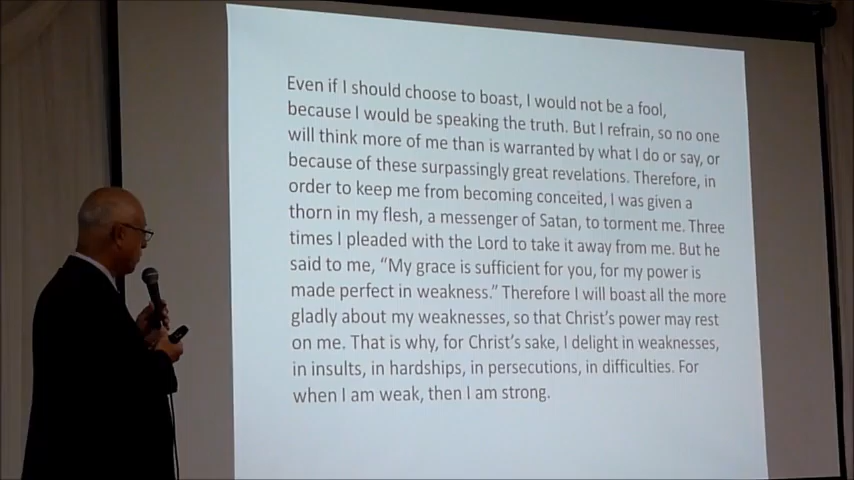 Even if I should choose to boast, I would not be a fool,
because I would be speaking the truth. But I refrain, so no one
will think more of me than is warranted by what I do or say, or
because of these surpassingly great revelations. Therefore, in
order to keep me from becoming conceited, I was given a
thorn in my flesh, a messenger of Satan, to torment me. Three
times I pleaded with the Lord to take it away from me. But he
said to me, “My grace is sufficient for you, for my power is
made perfect in weakness.” Therefore I will boast all the more
gladly about my weaknesses, so that Christ’s power may rest
on me. That is why, for Christ’s sake, I delight in weaknesses,
in insults, in hardships, in persecutions, in difficulties. For
when I am weak, then I am strong.